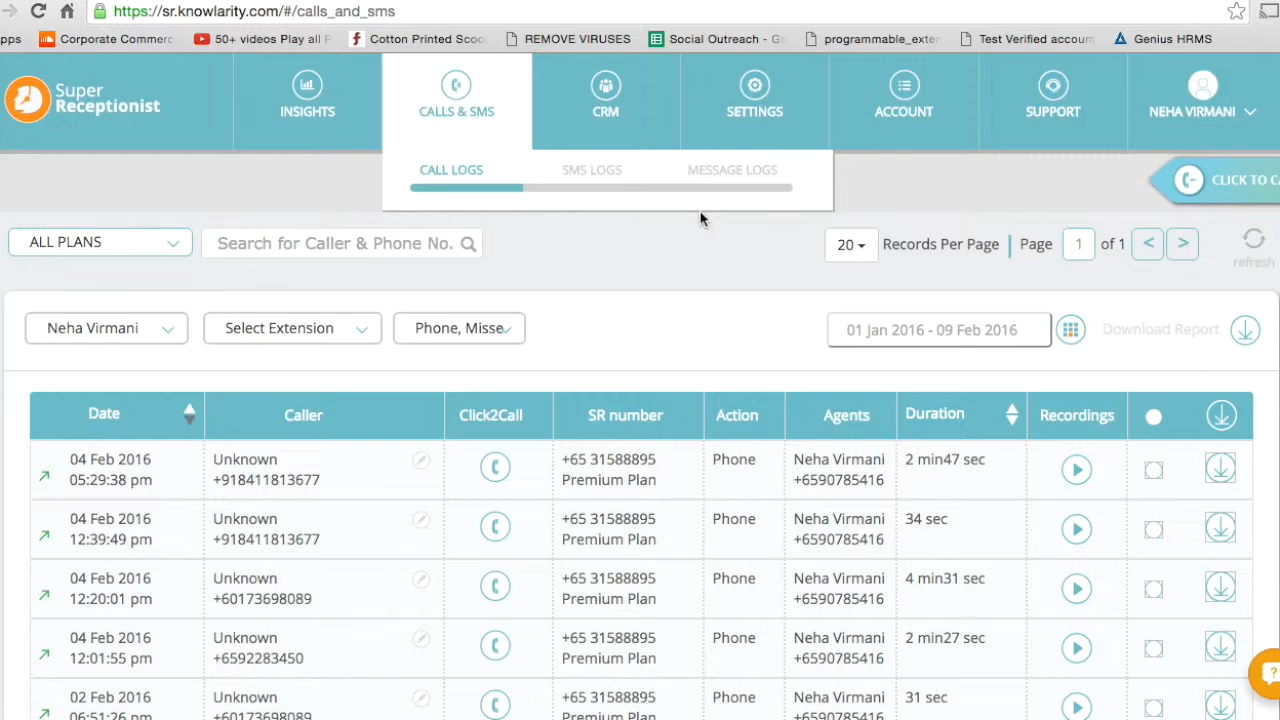 https://sr.knowlarity.com/#/calls_and_sms
pps Corporate Commerc 50+ videos Play all Cotton Printed Scoo REMOVE VIRUSES Social Outreach - G programmable_exte Test Verified accoun Genius HRMS
Super
Receptionist
INSIGHTS CALLS & SMS CRM SETTINGS ACCOUNT SUPPORT NEHA VIRMANI
CALL LOGS SMS LOGS MESSAGE LOGS
CLICK TO CA
ALL PLANS Search for Caller & Phone No. 20 Records Per Page Page 1 of 1 < >
refresh
Neha Virmani Select Extension Phone, Misse 01 Jan 2016 - 09 Feb 2016 Download Report
Date Caller Click2Call SR number Action Agents Duration Recordings
04 Feb 2016 Unknown +65 31588895 Phone Neha Virmani 2 min47 sec
05:29:38 pm +918411813677 Premium Plan +6590785416
04 Feb 2016 Unknown +65 31588895 Phone Neha Virmani 34 sec
12:39:49 pm +918411813677 Premium Plan +6590785416
04 Feb 2016 Unknown +65 31588895 Phone Neha Virmani 4 min31 sec
12:20:01 pm +60173698089 Premium Plan +6590785416
04 Feb 2016 Unknown +65 31588895 Phone Neha Virmani 2 min27 sec
12:01:55 pm +6592283450 Premium Plan +6590785416
02 Feb 2016 Unknown +65 31588895 Phone Neha Virmani 31 sec
06:51:26 pm +60173698089 Premium Plan +6590785416
?